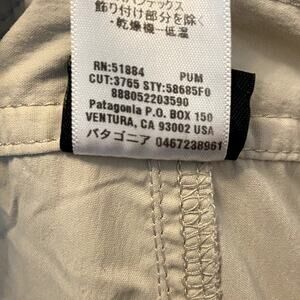 飾り付け部分を除く
・乾燥機-低温
RN:51884 PUM
CUT:3765 STY:58685F0
888052203590
Patagonia P.O. BOX 150
VENTURA, CA 93002 USA
パタゴニア 0467238961